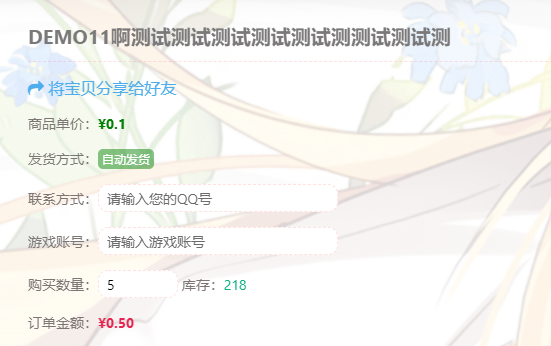 DEMO11啊测试测试测试测试测试测测试测试测
将宝贝分享给好友
商品单价：¥0.1
发货方式：自动发货
联系方式：请输入您的QQ号
游戏账号：请输入游戏账号
购买数量：5 库存：218
订单金额：¥0.50